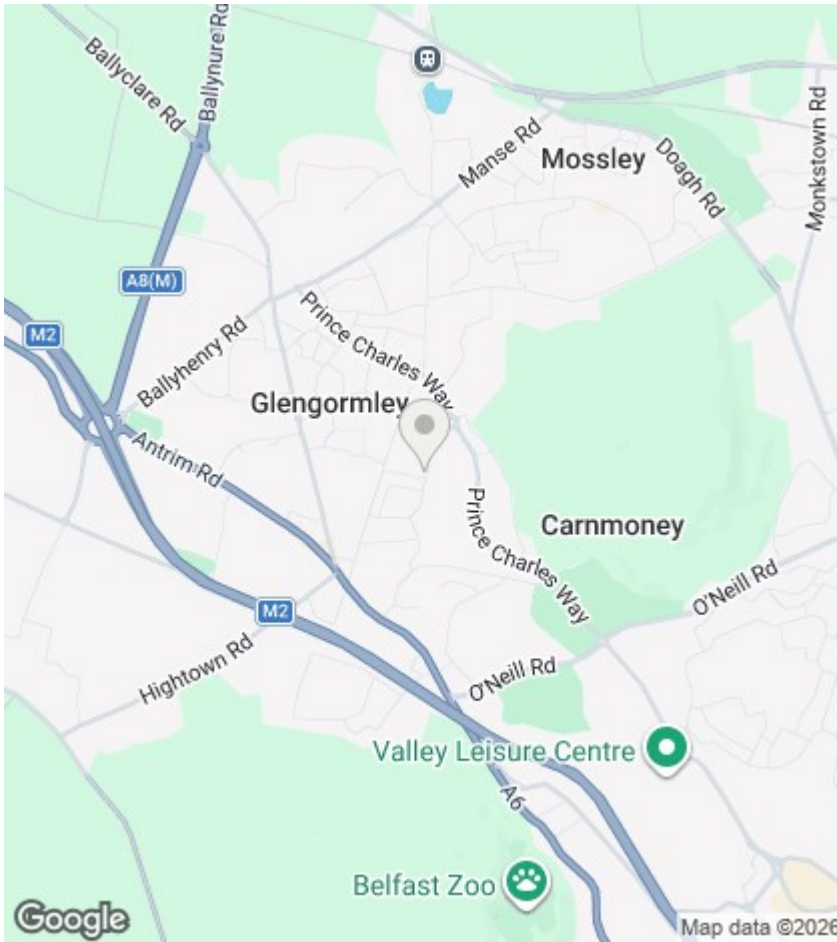 Ballyclare Rd
Ballynure Rd
Manse Rd
Mossley
Doagh Rd
Monkstown Rd
A8(M)
M2
Prince Charles Way
Ballyhenry Rd
Glengormley
Antrim Rd
Prince Charles Way
Carnmoney
M2
O'Neill Rd
Hightown Rd
O'Neill Rd
Valley Leisure Centre
A6
Belfast Zoo
Google
Map data ©2026